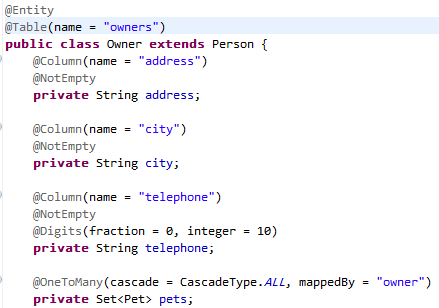 @Entity
@Table(name = "owners")
public class Owner extends Person {
@Column(name = "address")
@NotEmpty
private String address;
@Column(name = "city")
@NotEmpty
private String city;
@Column(name = "telephone")
@NotEmpty
@Digits(fraction = 0, integer = 10)
private String telephone;
@OneToMany(cascade = CascadeType.ALL, mappedBy = "owner")
private Set<Pet> pets;